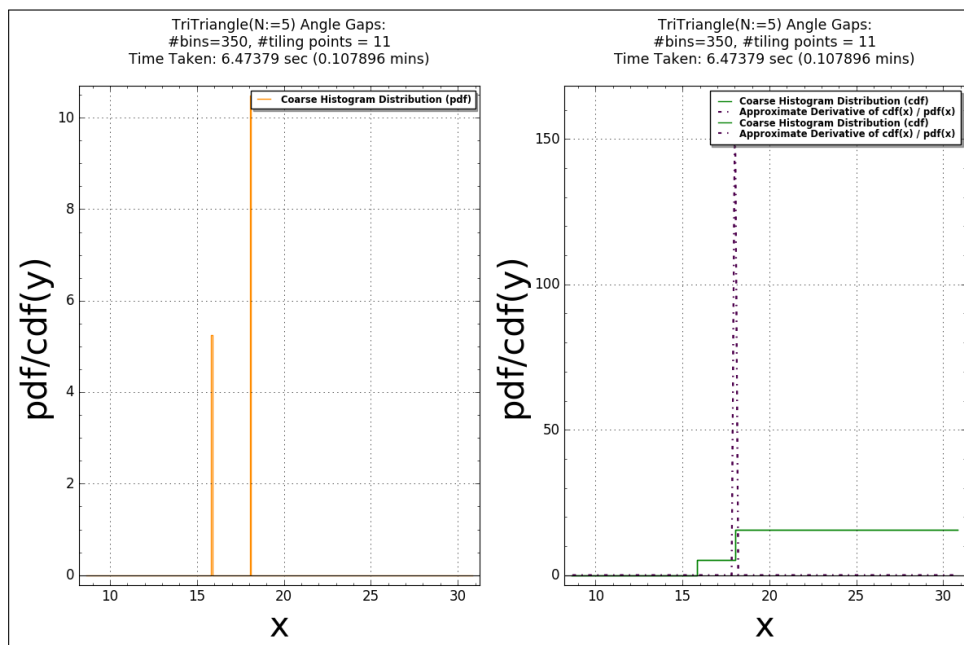 TriTriangle(N:=5) Angle Gaps:
#bins=350, #tiling points = 11
Time Taken: 6.47379 sec (0.107896 mins)
Coarse Histogram Distribution (pdf)
pdf/cdf(y)
10
8
6
4
2
0
10
15
20
25
30
x
TriTriangle(N:=5) Angle Gaps:
#bins=350, #tiling points = 11
Time Taken: 6.47379 sec (0.107896 mins)
Coarse Histogram Distribution (cdf)
Approximate Derivative of cdf(x) / pdf(x)
Coarse Histogram Distribution (cdf)
Approximate Derivative of cdf(x) / pdf(x)
pdf/cdf(y)
150
100
50
0
10
15
20
25
30
x